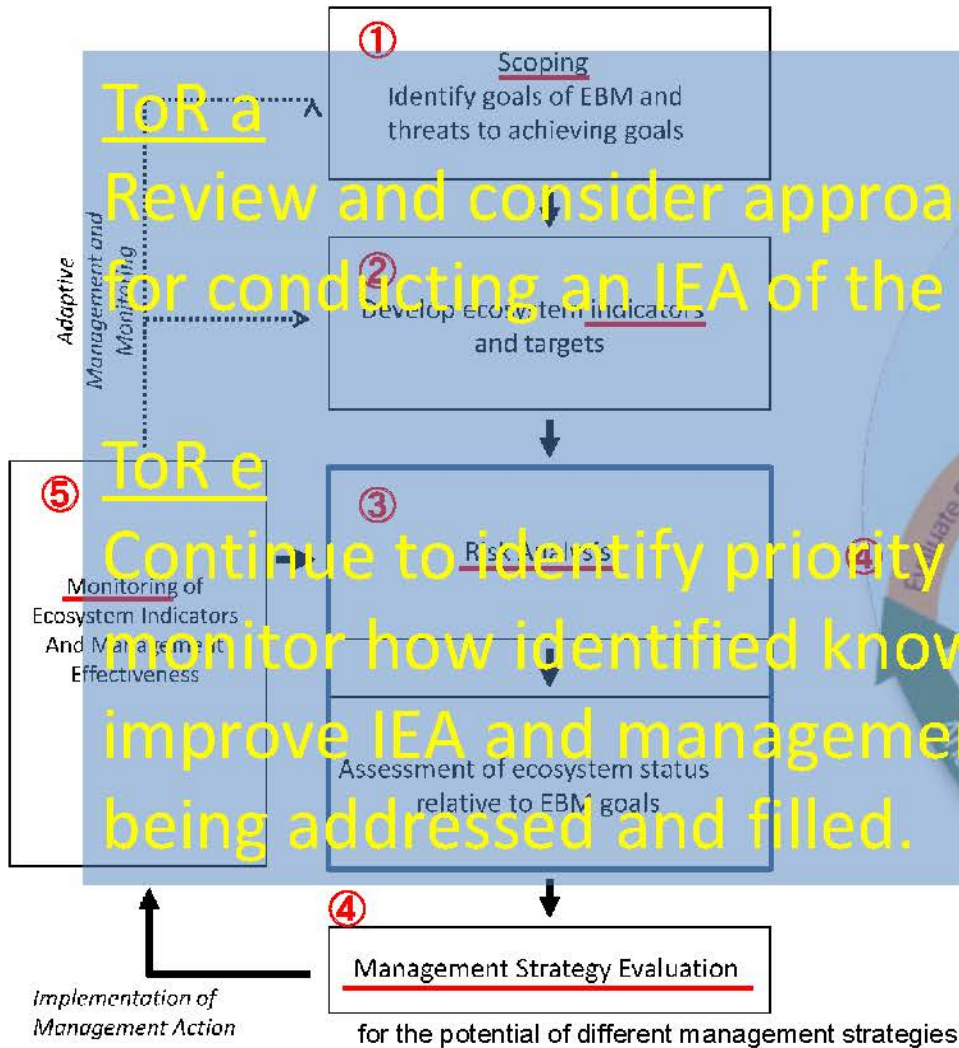 ①
Scoping
Identify goals of EBM and
threats to achieving goals
②
Develop ecosystem indicators
and targets
③
Risk Analysis
Assessment of ecosystem status
relative to EBM goals
④
Management Strategy Evaluation
for the potential of different management strategies
⑤
Monitoring of
Ecosystem Indicators
And Management
Effectiveness
Adaptive
Management and
Monitoring
Implementation of
Management Action
ToR a
Review and consider
for conducting an IEA of the
ToR e
Continue to identify priority
monitor how identified
improve IEA and
being addressed and filled.
④
Evaluate